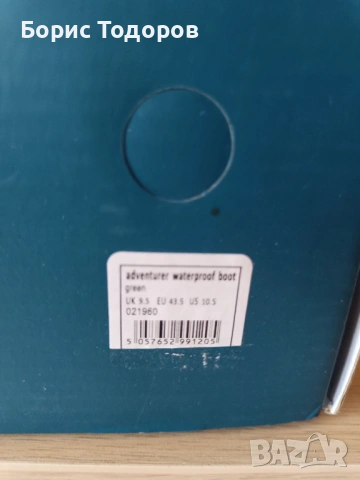 Борис Тодоров
adventurer waterproof boot
green
UK 9.5 EU 43.5 US 10.5
021960
5 057652 991205
bazar